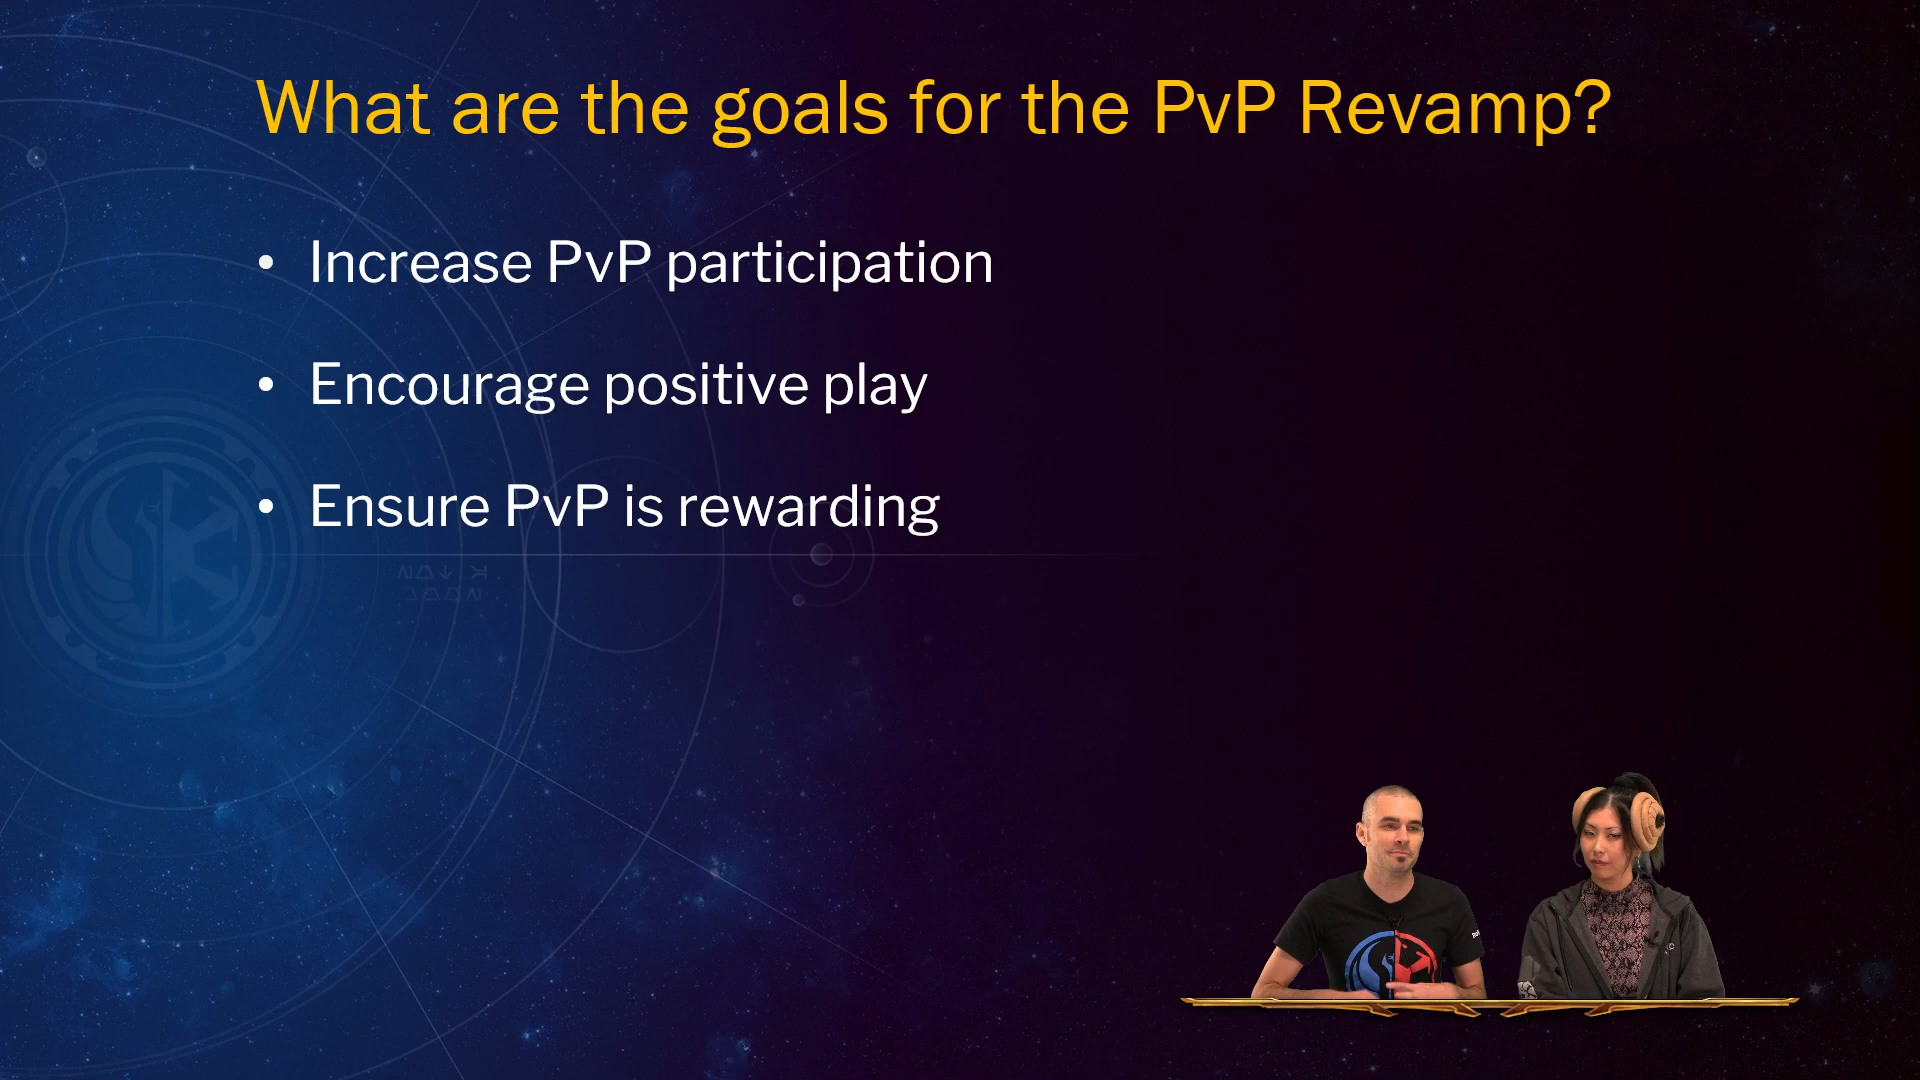 What are the goals for the PvP Revamp?
• Increase PvP participation
• Encourage positive play
• Ensure PvP is rewarding